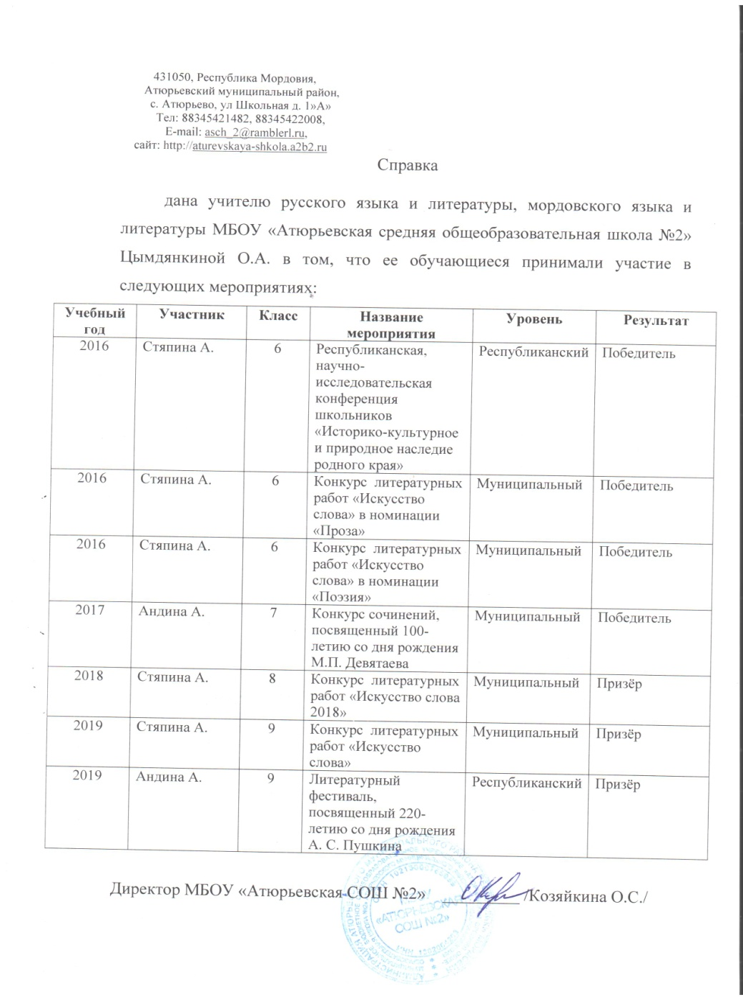 431050, Республика Мордовия,
Атюрьевский муниципальный район,
с. Атюрьево, ул Школьная д. 1»А»
Тел: 88345421482, 88345422008,
E-mail: asch_2@ramblerl.ru,
сайт: http://aturevskaya-shkola.a2b2.ru
Справка
дана учителю русского языка и литературы, мордовского языка и
литературы МБОУ «Атюрьевская средняя общеобразовательная школа №2»
Цымдянкиной О.А. в том, что ее обучающиеся принимали участие в
следующих мероприятиях:
Учебный год Участник Класс Название мероприятия Уровень Результат
2016 Стяпина А. 6 Республиканская, Республиканский Победитель
научно-
исследовательская
конференция
школьников
«Историко-культурное
и природное наследие
родного края»
2016 Стяпина А. 6 Конкурс литературных Муниципальный Победитель
работ «Искусство
слова» в номинации
«Проза»
2016 Стяпина А. 6 Конкурс литературных Муниципальный Победитель
работ «Искусство
слова» в номинации
«Поэзия»
2017 Андина А. 7 Конкурс сочинений, Муниципальный Победитель
посвященный 100-
летию со дня рождения
М.П. Девятаева
2018 Стяпина А. 8 Конкурс литературных Муниципальный Призёр
работ «Искусство слова
2018»
2019 Стяпина А. 9 Конкурс литературных Муниципальный Призёр
работ «Искусство
слова»
2019 Андина А. 9 Литературный Республиканский Призёр
фестиваль,
посвященный 220-
летию со дня рождения
А. С. Пушкина
Директор МБОУ «Атюрьевская СОШ №2» /Козяйкина О.С./
«АТЮРЬЕВСКАЯ
СОШ №2»